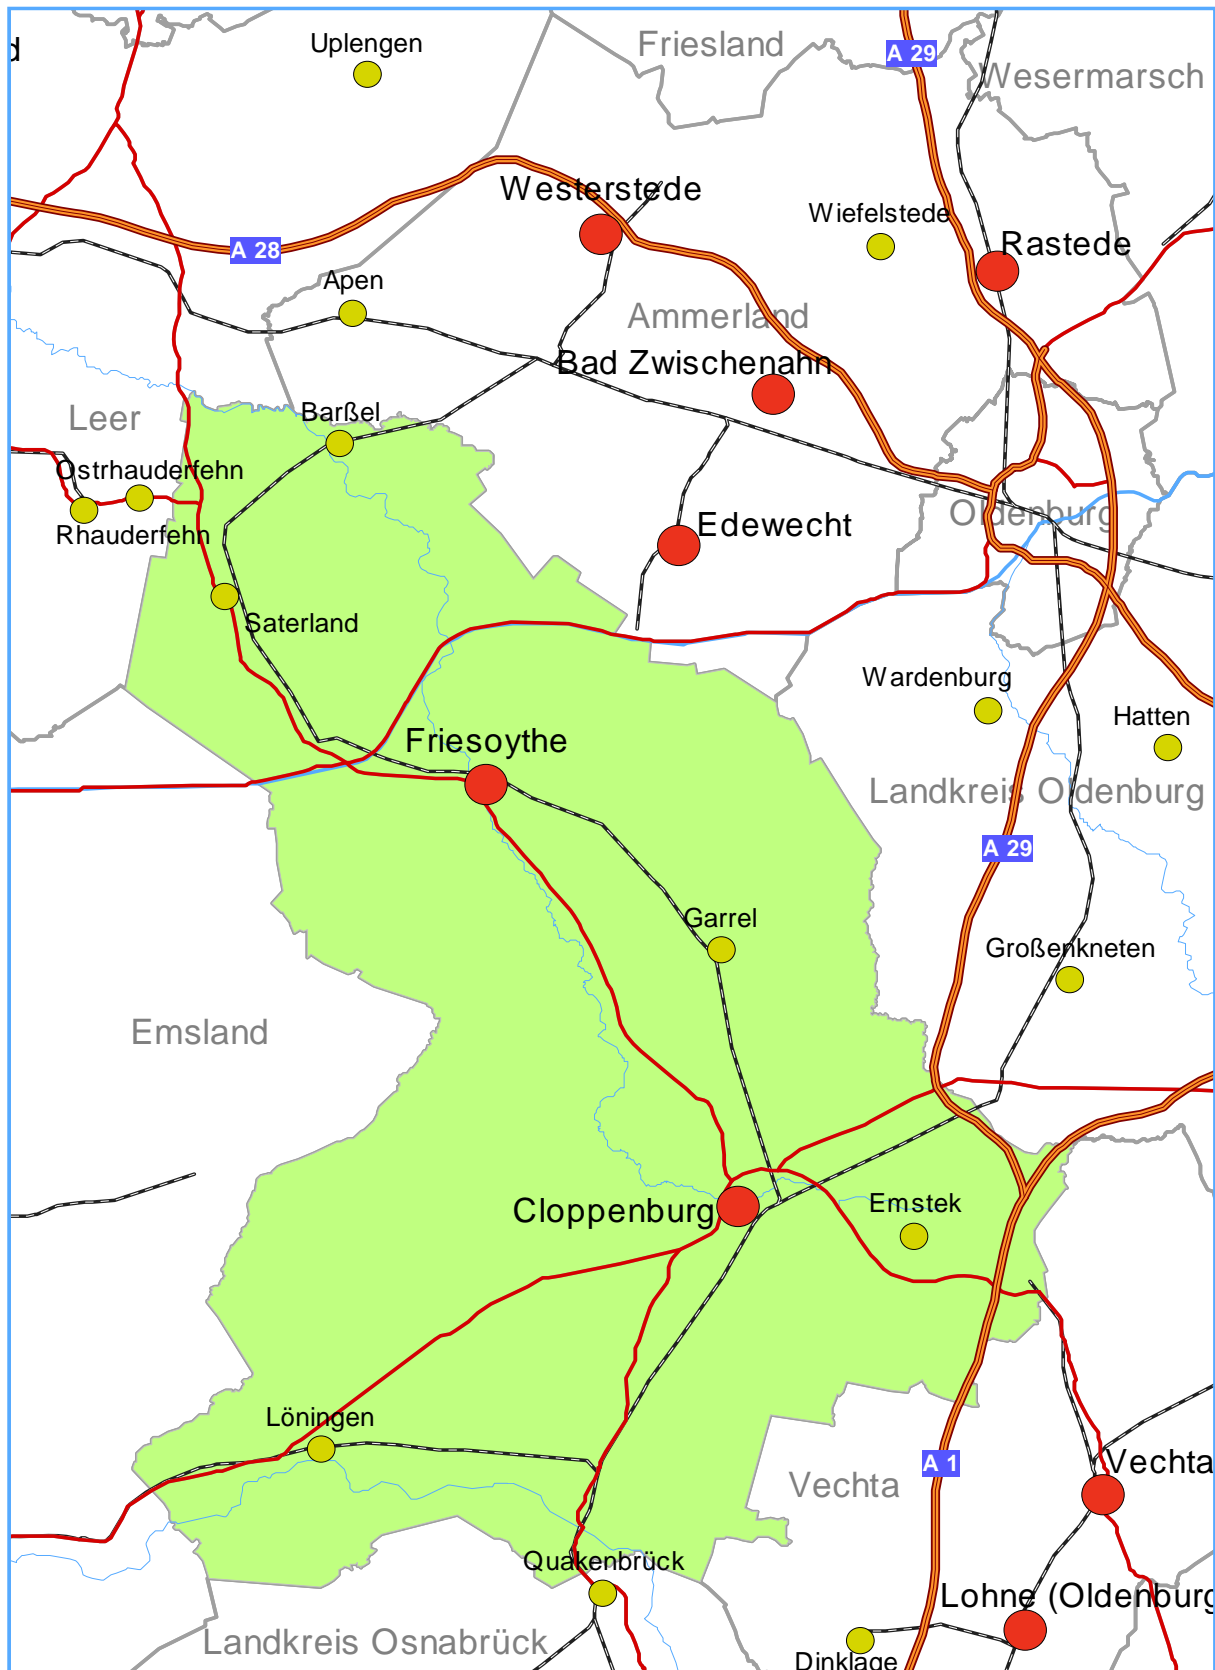 d
Uplengen
Friesland
A 29
Wesermarsch
Westerstede
Wiefelstede
Rastede
A 28
Apen
Ammerland
Bad Zwischenahn
Leer
Barßel
Ostrhauderfehn
Rhauderfehn
Edewecht
Oldenburg
Saterland
Wardenburg
Hatten
Friesoythe
Landkreis Oldenburg
A 29
Garrel
Großenkneten
Emsland
Cloppenburg
Emstek
Löningen
A 1
Vechta
Vechta
Quakenbrück
Lohne (Oldenburg
Landkreis Osnabrück
Dinklage